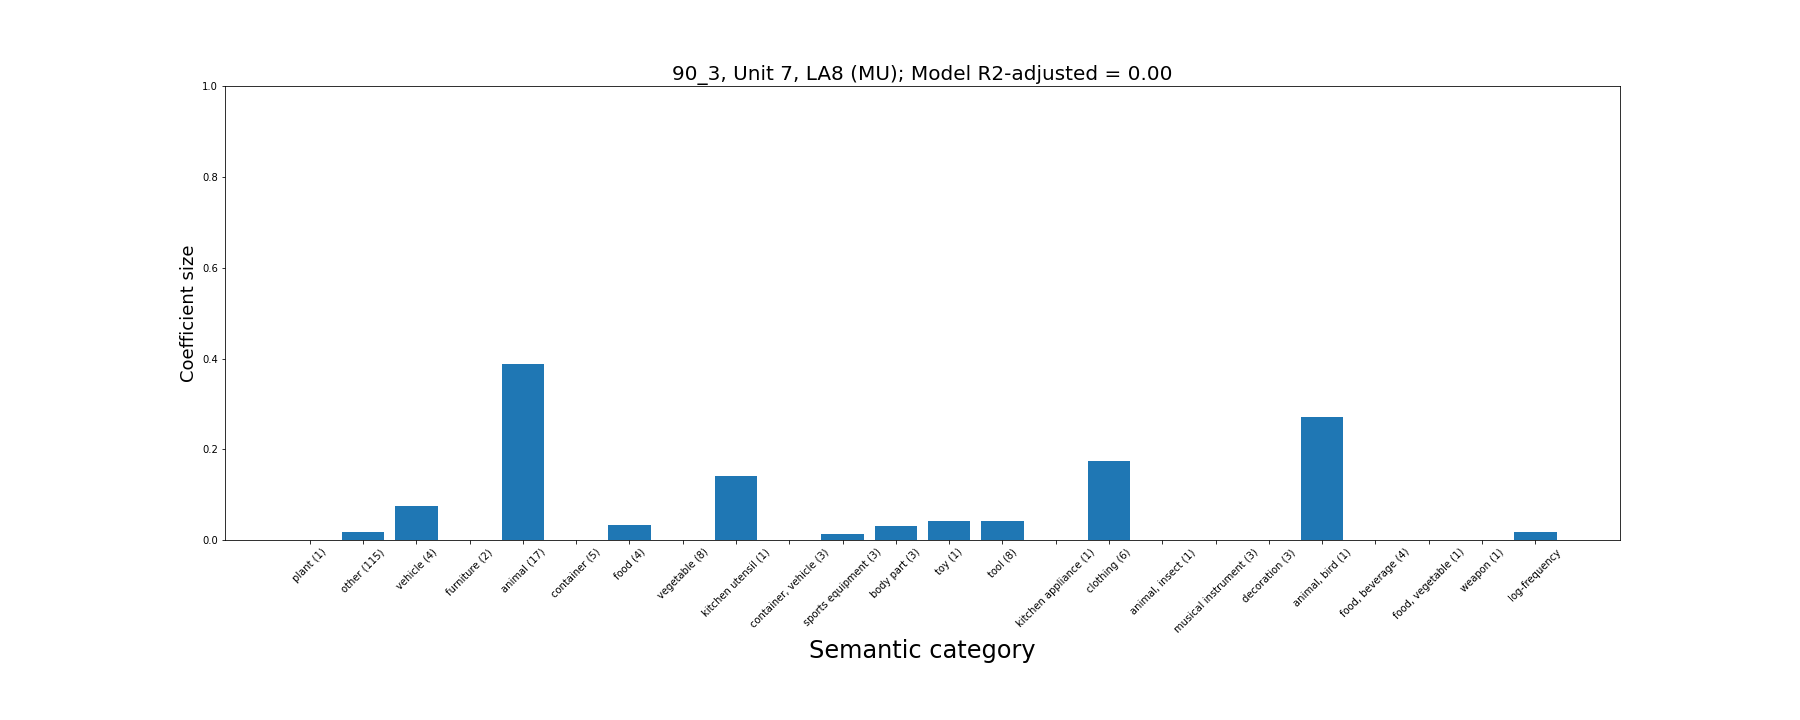 90_3, Unit 7, LA8 (MU); Model R2-adjusted = 0.00
Coefficient size
1.0
0.8
0.6
0.4
0.2
0.0
plant (1)
other (115)
vehicle (4)
furniture (2)
animal (17)
container (5)
food (4)
vegetable (8)
kitchen utensil (1)
container, vehicle (3)
sports equipment (3)
body part (3)
toy (1)
tool (8)
kitchen appliance (1)
clothing (6)
animal, insect (1)
musical instrument (3)
decoration (3)
animal, bird (1)
food, beverage (4)
food, vegetable (1)
weapon (1)
log-frequency
Semantic category